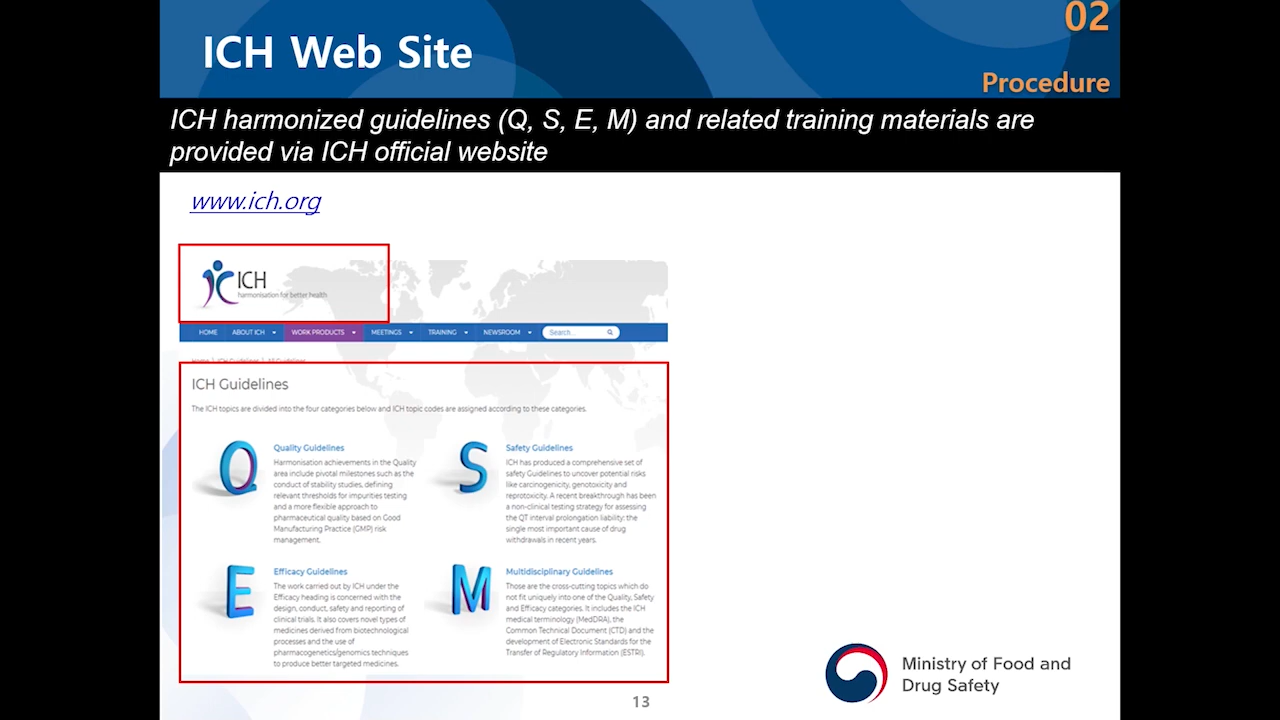 02
ICH Web Site
Procedure
ICH harmonized guidelines (Q, S, E, M) and related training materials are
provided via ICH official website
www.ich.org
ICH
harmonisation for better health
HOME ABOUT ICH WORK PRODUCTS MEETINGS TRAINING NEWSROOM Search...
Home | ICH Guidelines | All Guidelines
ICH Guidelines
The ICH topics are divided into the four categories below and ICH topic codes are assigned according to these categories.
Q
Quality Guidelines
Harmonisation achievements in the Quality
area include pivotal milestones such as the
conduct of stability studies, defining
relevant thresholds for impurities testing
and a more flexible approach to
pharmaceutical quality based on Good
Manufacturing Practice (GMP) risk
management.
S
Safety Guidelines
ICH has produced a comprehensive set of
safety Guidelines to uncover potential risks
like carcinogenicity, genotoxicity and
reprotoxicity. A recent breakthrough has been
a non-clinical testing strategy for assessing
the QT interval prolongation liability: the
single most important cause of drug
withdrawals in recent years.
E
Efficacy Guidelines
The work carried out by ICH under the
Efficacy heading is concerned with the
design, conduct, safety and reporting of
clinical trials. It also covers novel types of
medicines derived from biotechnological
processes and the use of
pharmacogenetics/genomics techniques
to produce better targeted medicines.
M
Multidisciplinary Guidelines
Those are the cross-cutting topics which do
not fit uniquely into one of the Quality, Safety
and Efficacy categories. It includes the ICH
medical terminology (MedDRA), the
Common Technical Document (CTD) and the
development of Electronic Standards for the
Transfer of Regulatory Information (ESTRI).
Ministry of Food and
Drug Safety
13